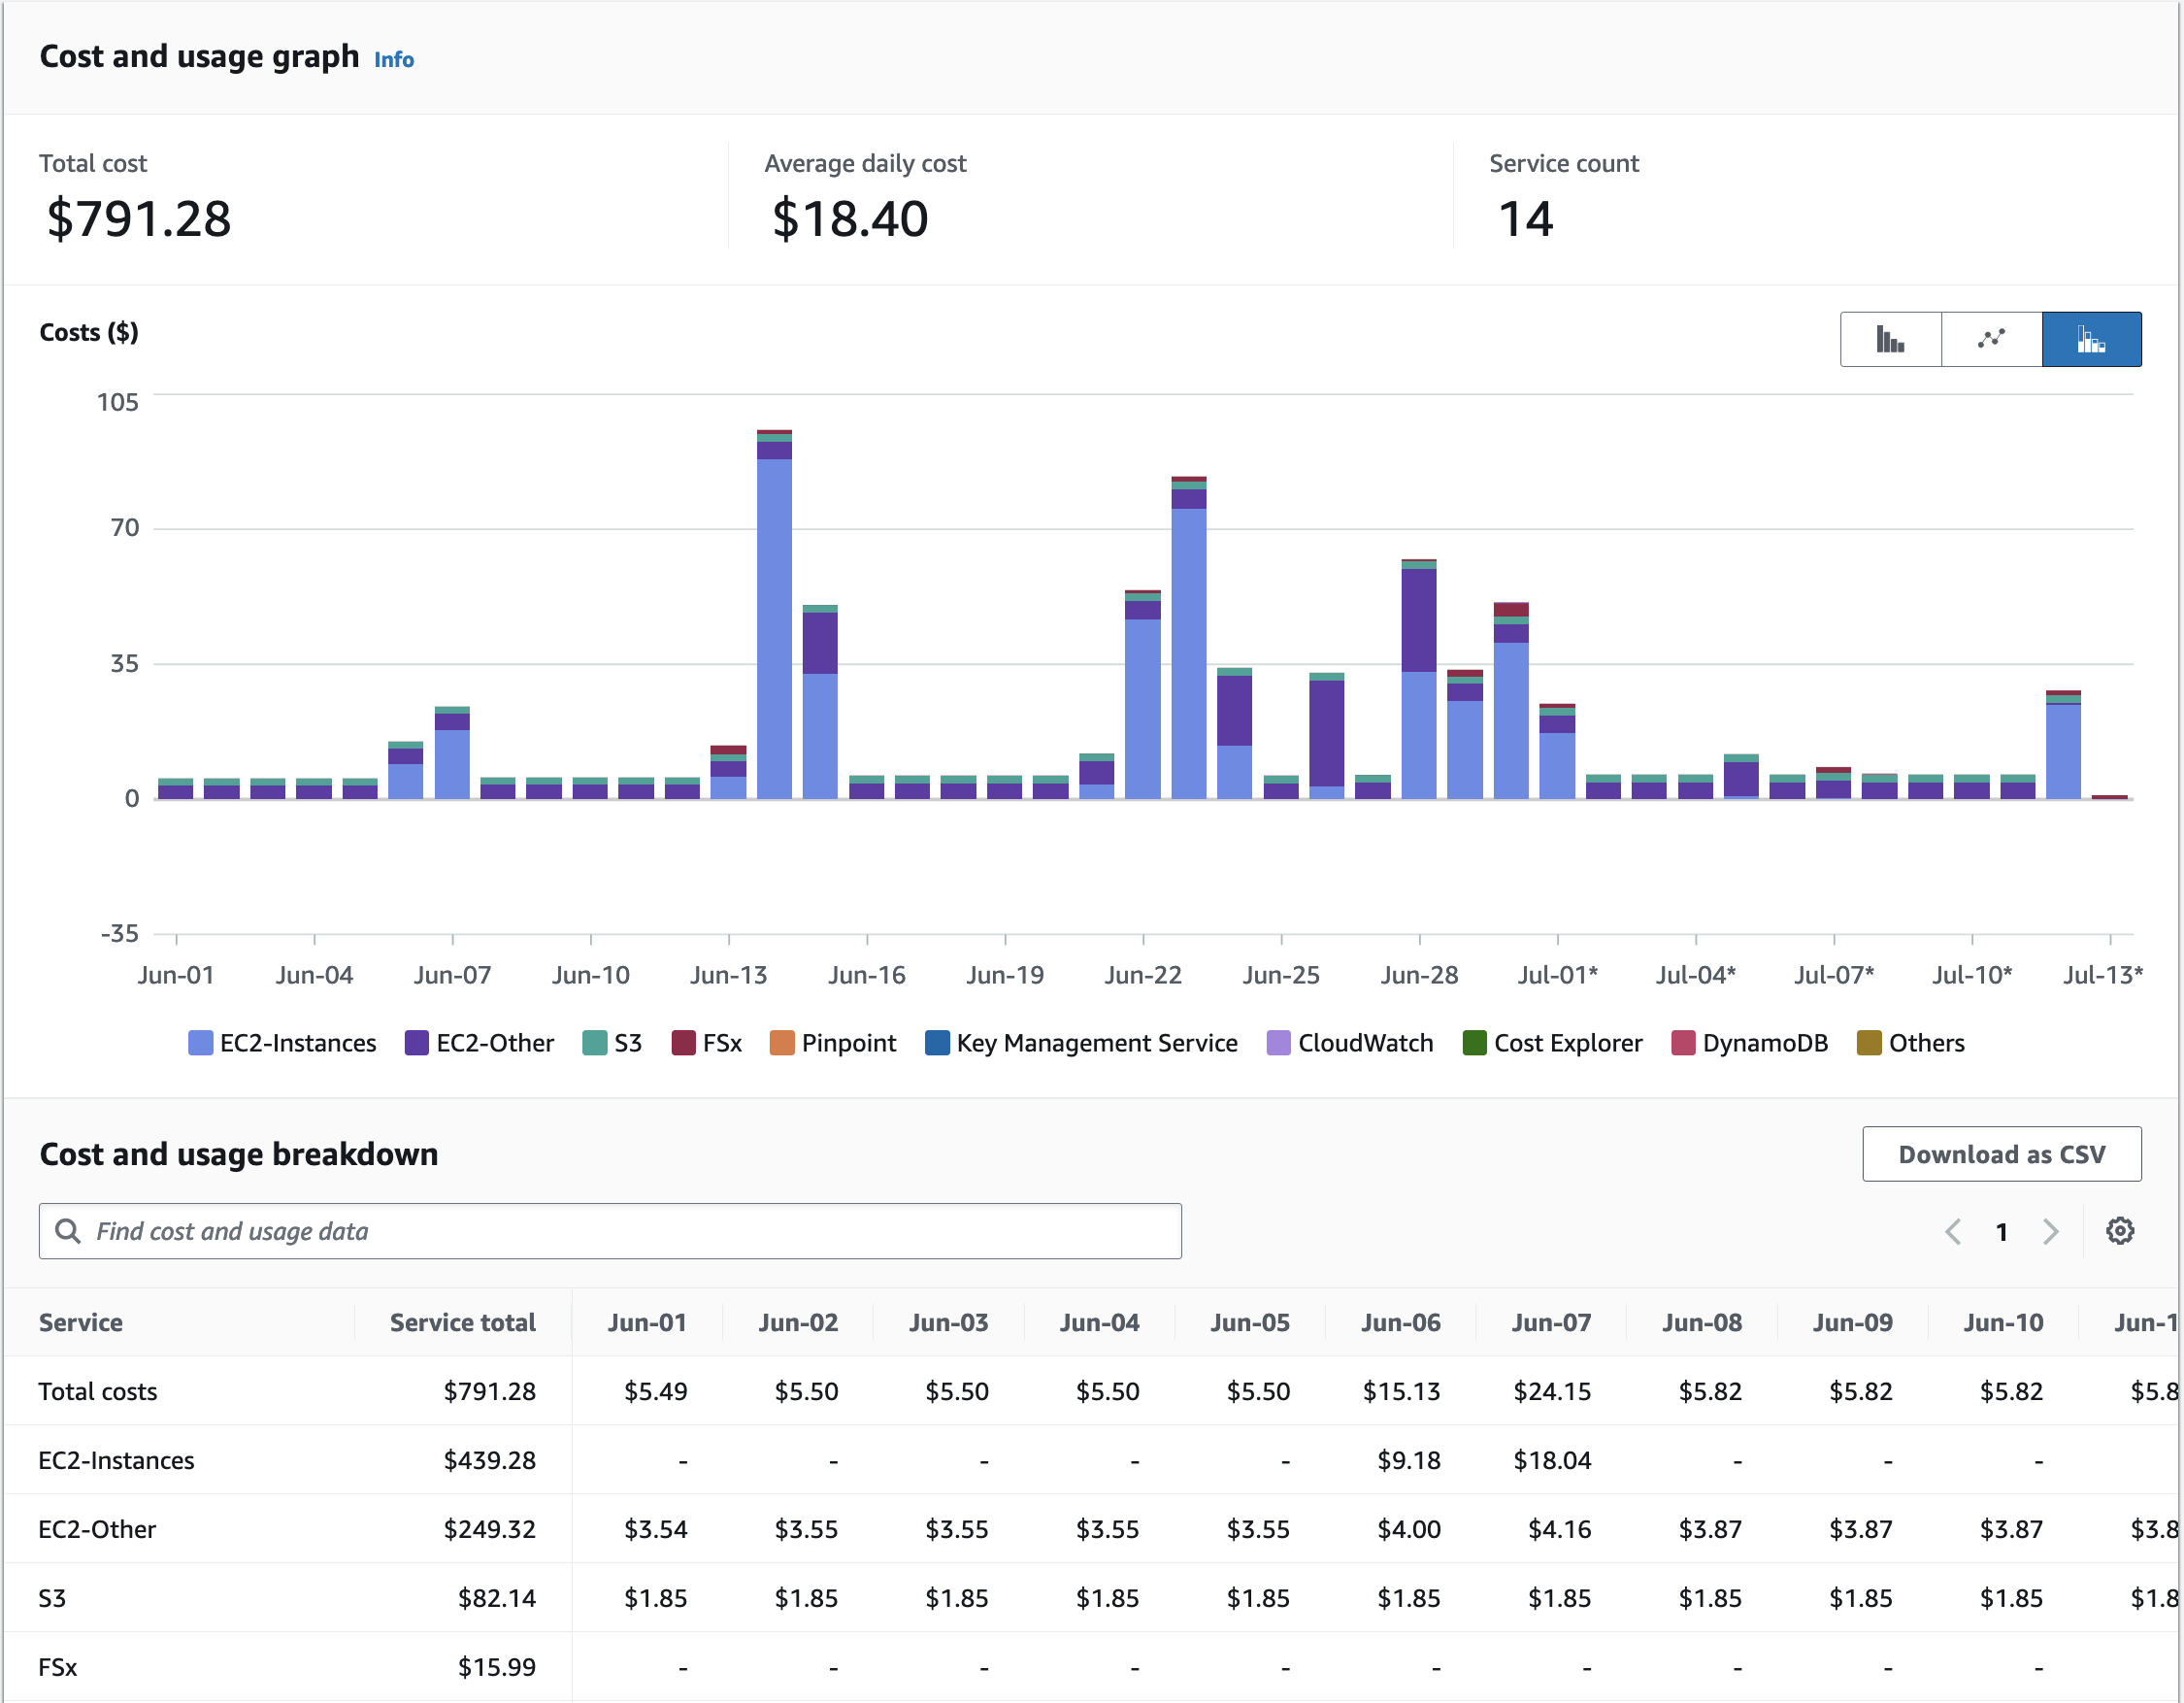 Cost and usage graph Info
Total cost Average daily cost Service count
$791.28 $18.40 14
Costs ($)
105
70
35
0
-35
Jun-01 Jun-04 Jun-07 Jun-10 Jun-13 Jun-16 Jun-19 Jun-22 Jun-25 Jun-28 Jul-01* Jul-04* Jul-07* Jul-10* Jul-13*
EC2-Instances EC2-Other S3 FSx Pinpoint Key Management Service CloudWatch Cost Explorer DynamoDB Others
Cost and usage breakdown Download as CSV
Find cost and usage data 1
Service Service total Jun-01 Jun-02 Jun-03 Jun-04 Jun-05 Jun-06 Jun-07 Jun-08 Jun-09 Jun-10 Jun-1
Total costs $791.28 $5.49 $5.50 $5.50 $5.50 $5.50 $15.13 $24.15 $5.82 $5.82 $5.82 $5.8
EC2-Instances $439.28 - - - - - $9.18 $18.04 - - -
EC2-Other $249.32 $3.54 $3.55 $3.55 $3.55 $3.55 $4.00 $4.16 $3.87 $3.87 $3.87 $3.8
S3 $82.14 $1.85 $1.85 $1.85 $1.85 $1.85 $1.85 $1.85 $1.85 $1.85 $1.85 $1.8
FSx $15.99 - - - - - - - - - -